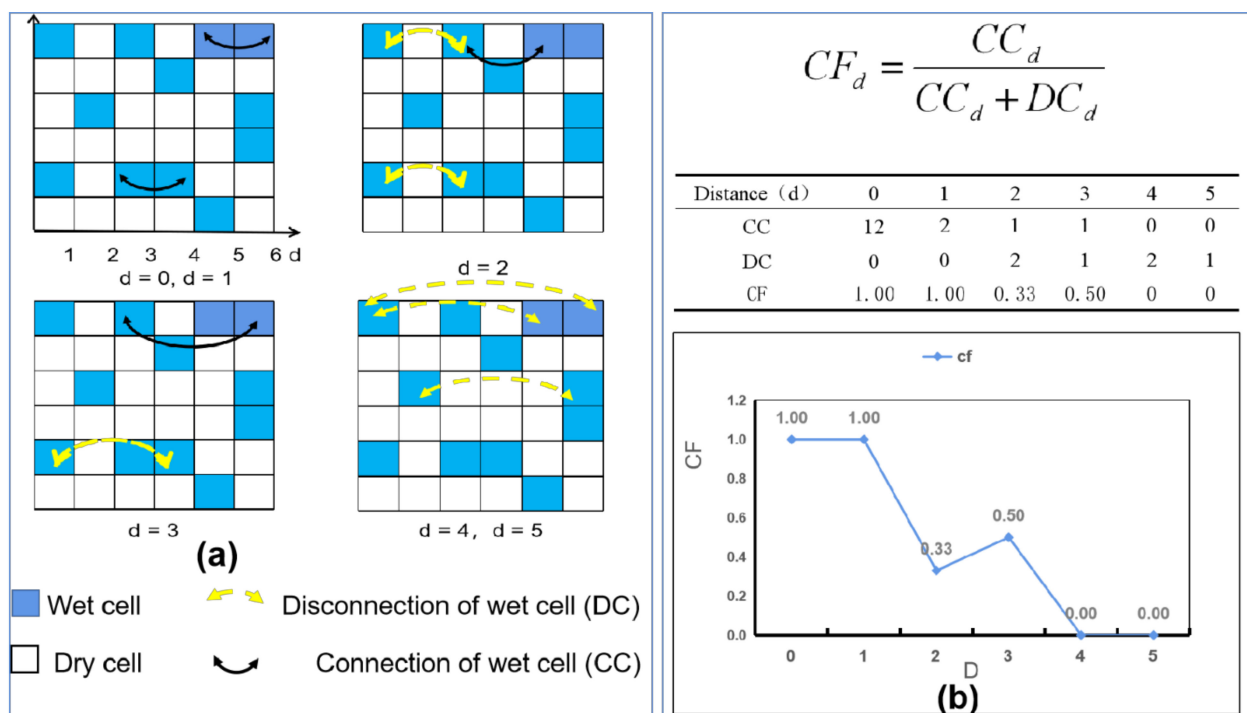 1 2 3 4 5 6 d
d = 0, d = 1
d = 2
d = 3
d = 4, d = 5
(a)
Wet cell
Disconnection of wet cell (DC)
Dry cell
Connection of wet cell (CC)
CF_d = CC_d / (CC_d + DC_d)
Distance（d） 0 1 2 3 4 5
CC 12 2 1 1 0 0
DC 0 0 2 1 2 1
CF 1.00 1.00 0.33 0.50 0 0
cf
CF
1.2
1.0
0.8
0.6
0.4
0.2
0.0
1.00 1.00 0.33 0.50 0.00 0.00
0 1 2 3 4 5
D
(b)